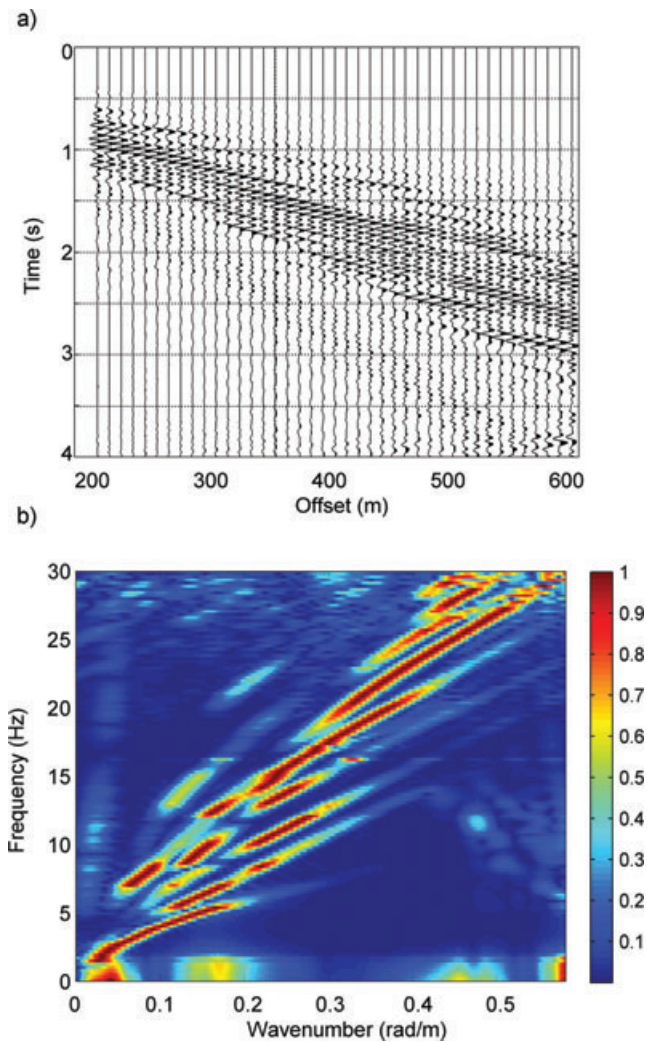 a)
0
1
2
3
4
Time (s)
200 300 400 500 600
Offset (m)
b)
30
25
20
15
10
5
0
Frequency (Hz)
0 0.1 0.2 0.3 0.4 0.5
Wavenumber (rad/m)
1
0.9
0.8
0.7
0.6
0.5
0.4
0.3
0.2
0.1